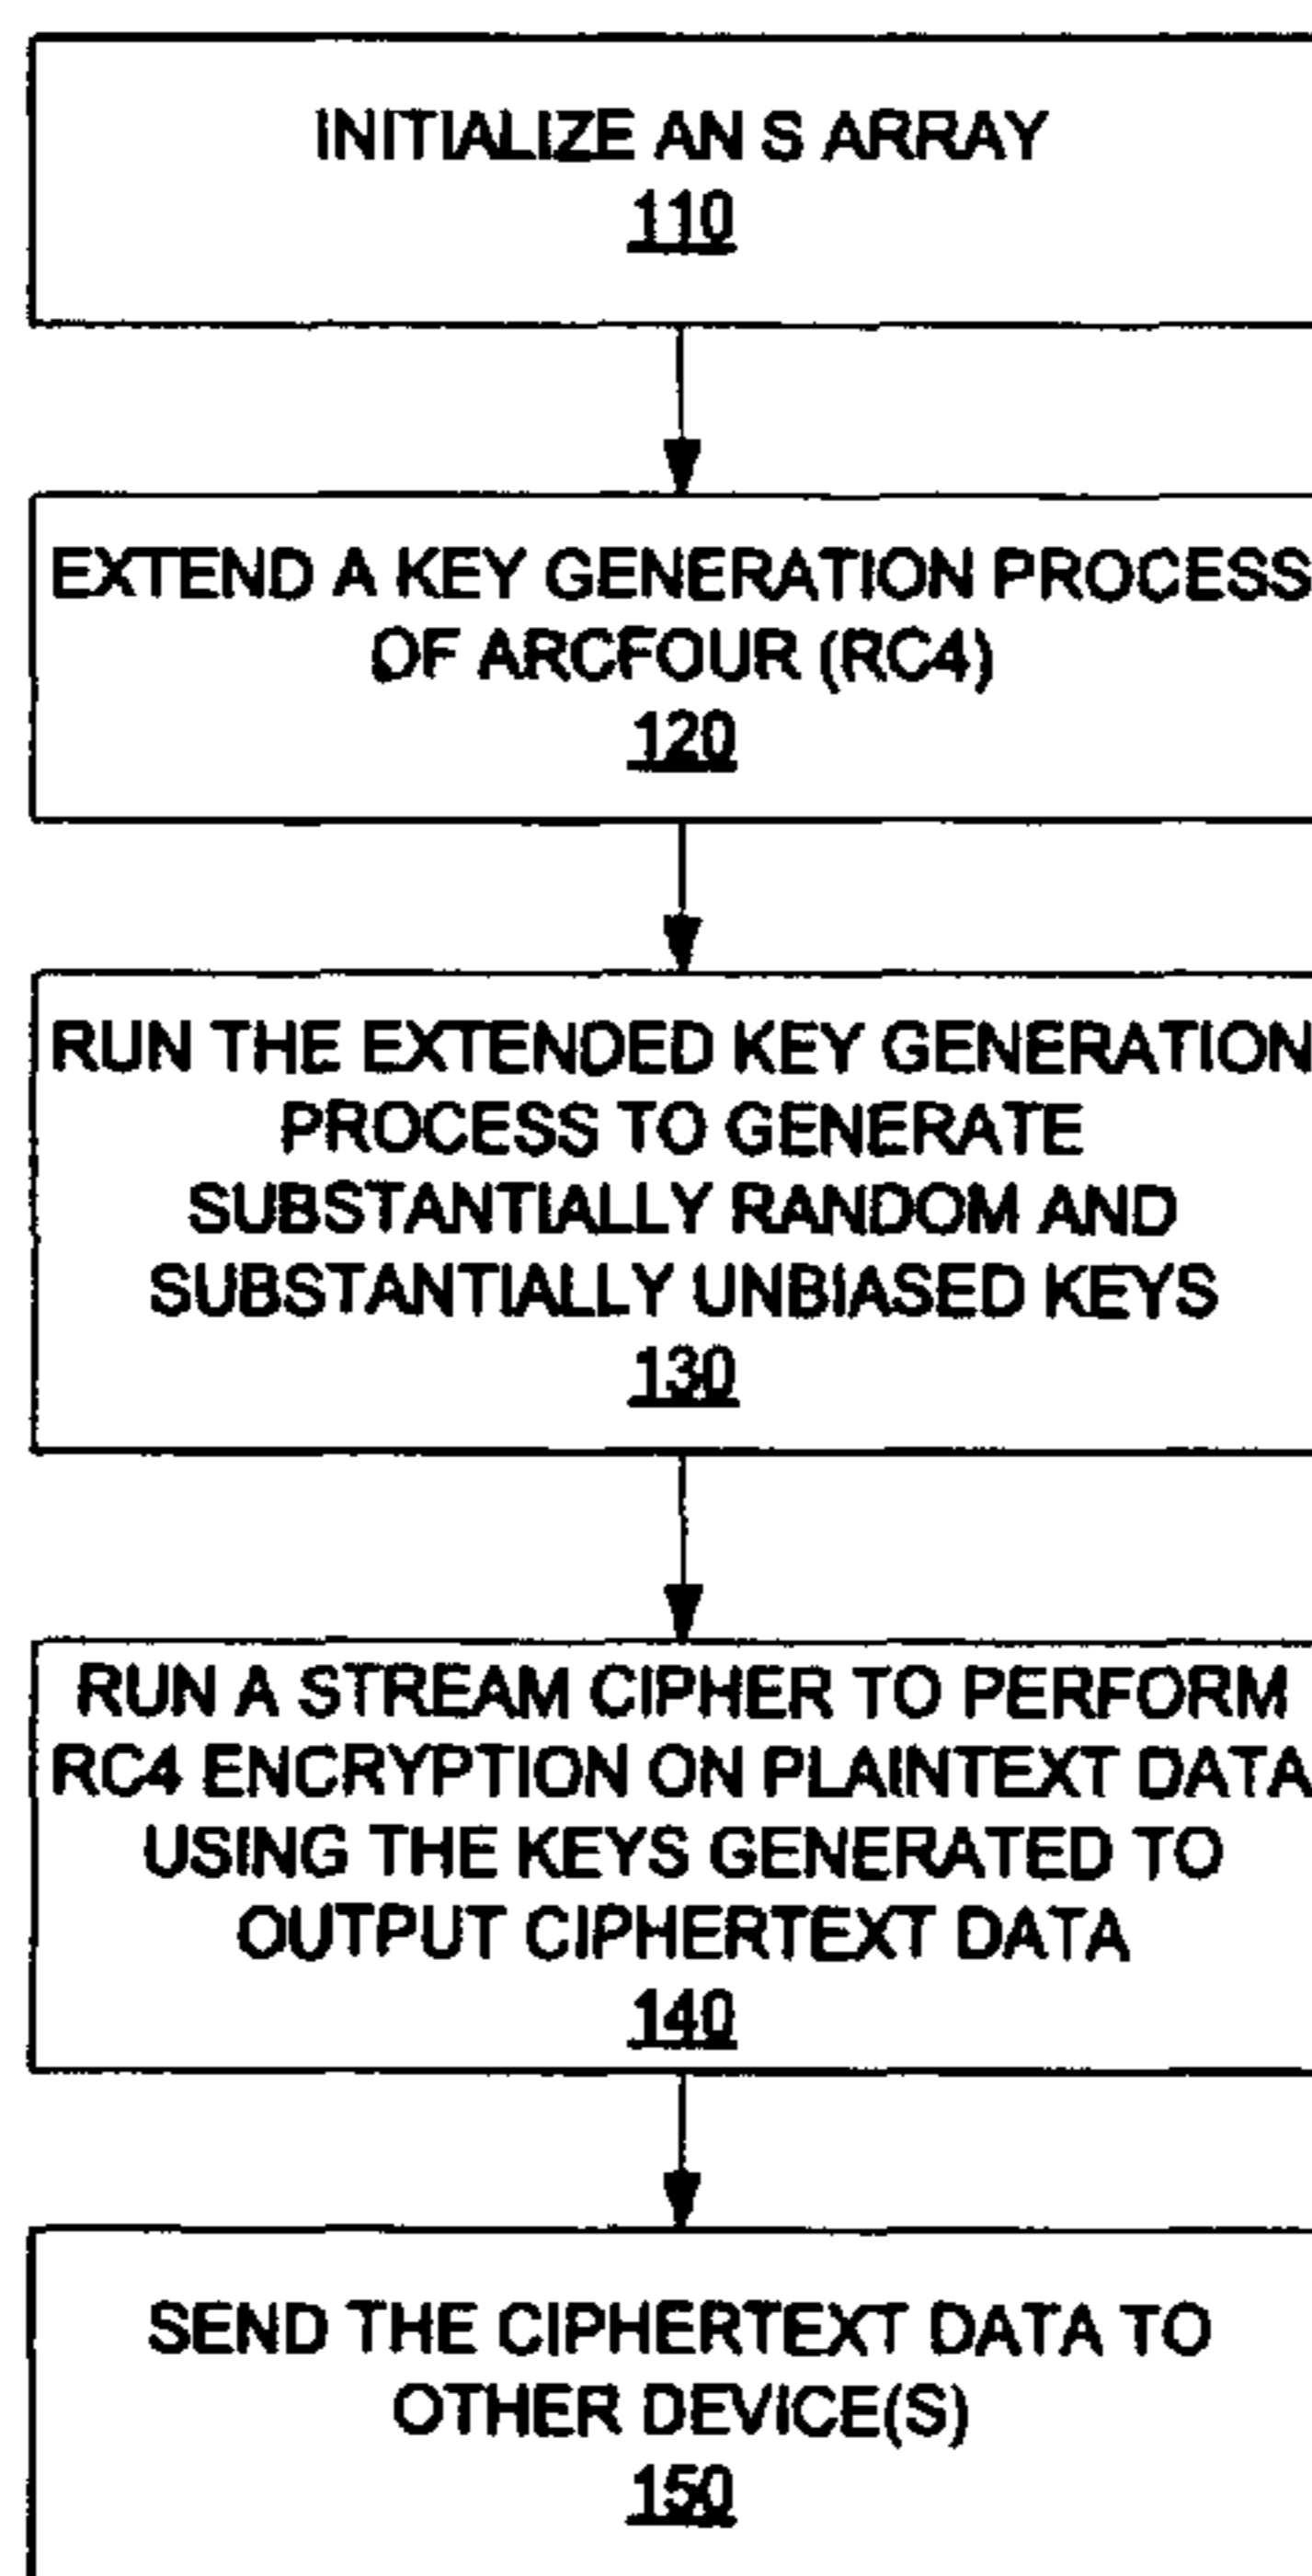 INITIALIZE AN S ARRAY
110
EXTEND A KEY GENERATION PROCESS
OF ARCFOUR (RC4)
120
RUN THE EXTENDED KEY GENERATION
PROCESS TO GENERATE
SUBSTANTIALLY RANDOM AND
SUBSTANTIALLY UNBIASED KEYS
130
RUN A STREAM CIPHER TO PERFORM
RC4 ENCRYPTION ON PLAINTEXT DATA
USING THE KEYS GENERATED TO
OUTPUT CIPHERTEXT DATA
140
SEND THE CIPHERTEXT DATA TO
OTHER DEVICE(S)
150